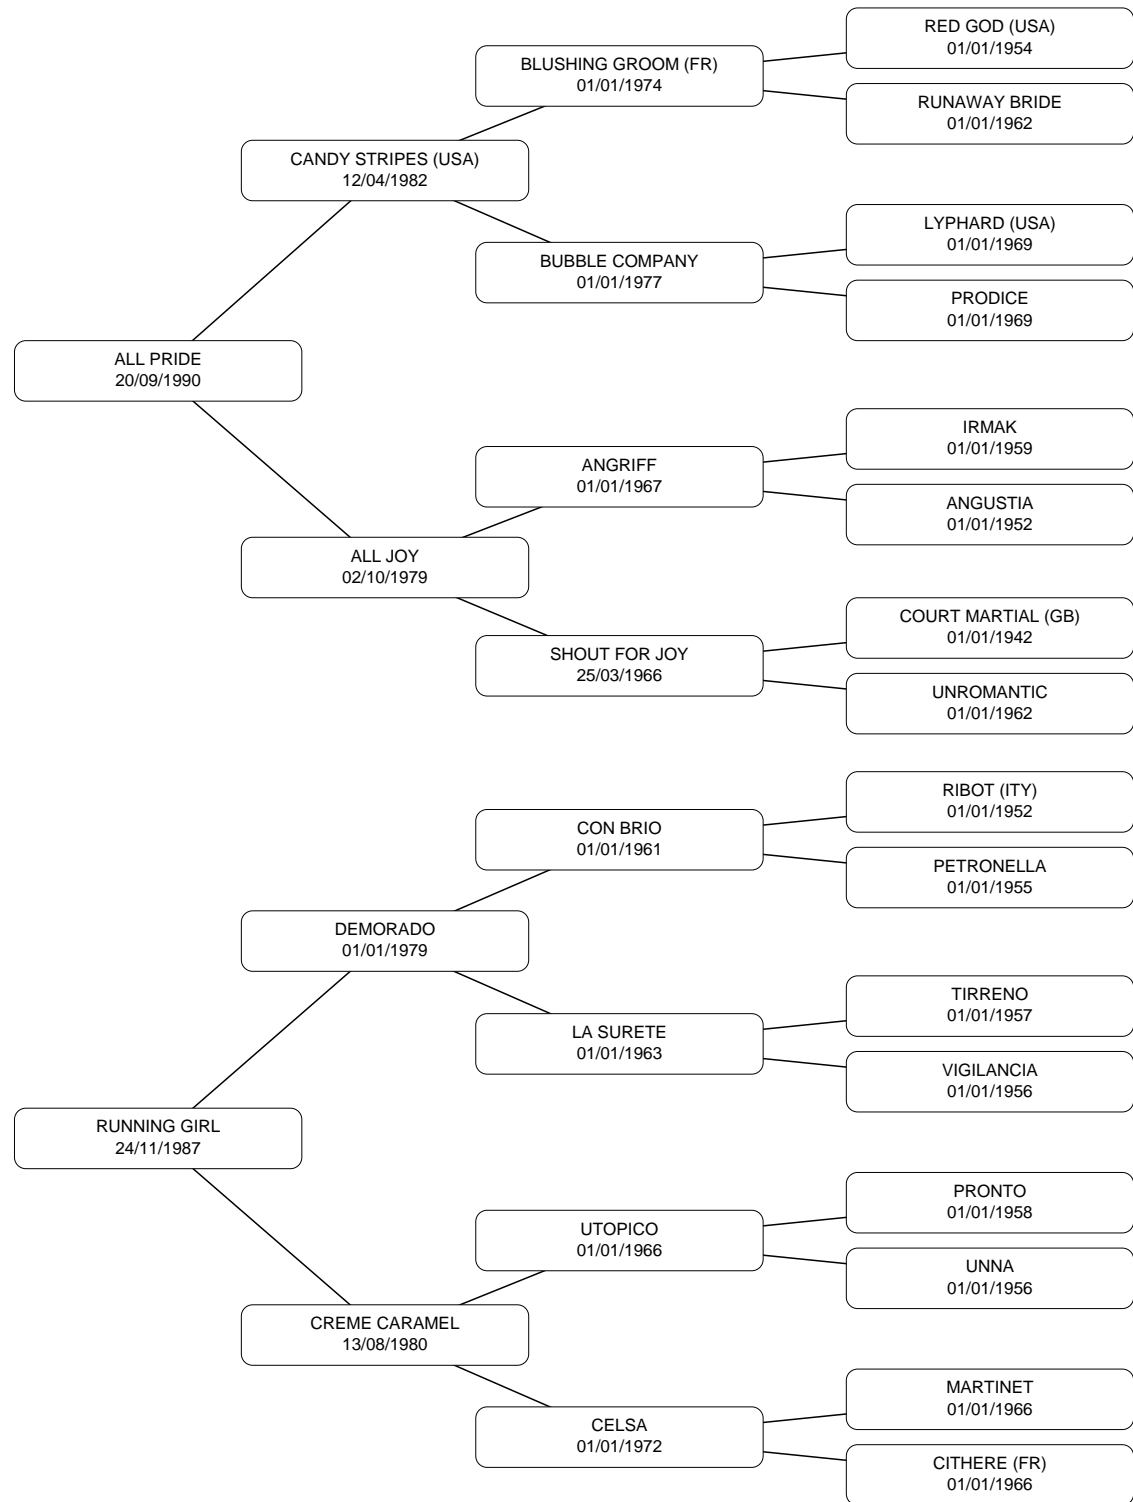 RED GOD (USA)
01/01/1954
BLUSHING GROOM (FR)
01/01/1974
RUNAWAY BRIDE
01/01/1962
CANDY STRIPES (USA)
12/04/1982
LYPHARD (USA)
01/01/1969
BUBBLE COMPANY
01/01/1977
PRODICE
01/01/1969
ALL PRIDE
20/09/1990
IRMAK
01/01/1959
ANGRIFF
01/01/1967
ANGUSTIA
01/01/1952
ALL JOY
02/10/1979
COURT MARTIAL (GB)
01/01/1942
SHOUT FOR JOY
25/03/1966
UNROMANTIC
01/01/1962
RIBOT (ITY)
01/01/1952
CON BRIO
01/01/1961
PETRONELLA
01/01/1955
DEMORADO
01/01/1979
TIRRENO
01/01/1957
LA SURETE
01/01/1963
VIGILANCIA
01/01/1956
RUNNING GIRL
24/11/1987
PRONTO
01/01/1958
UTOPICO
01/01/1966
UNNA
01/01/1956
CREME CARAMEL
13/08/1980
MARTINET
01/01/1966
CELSA
01/01/1972
CITHERE (FR)
01/01/1966